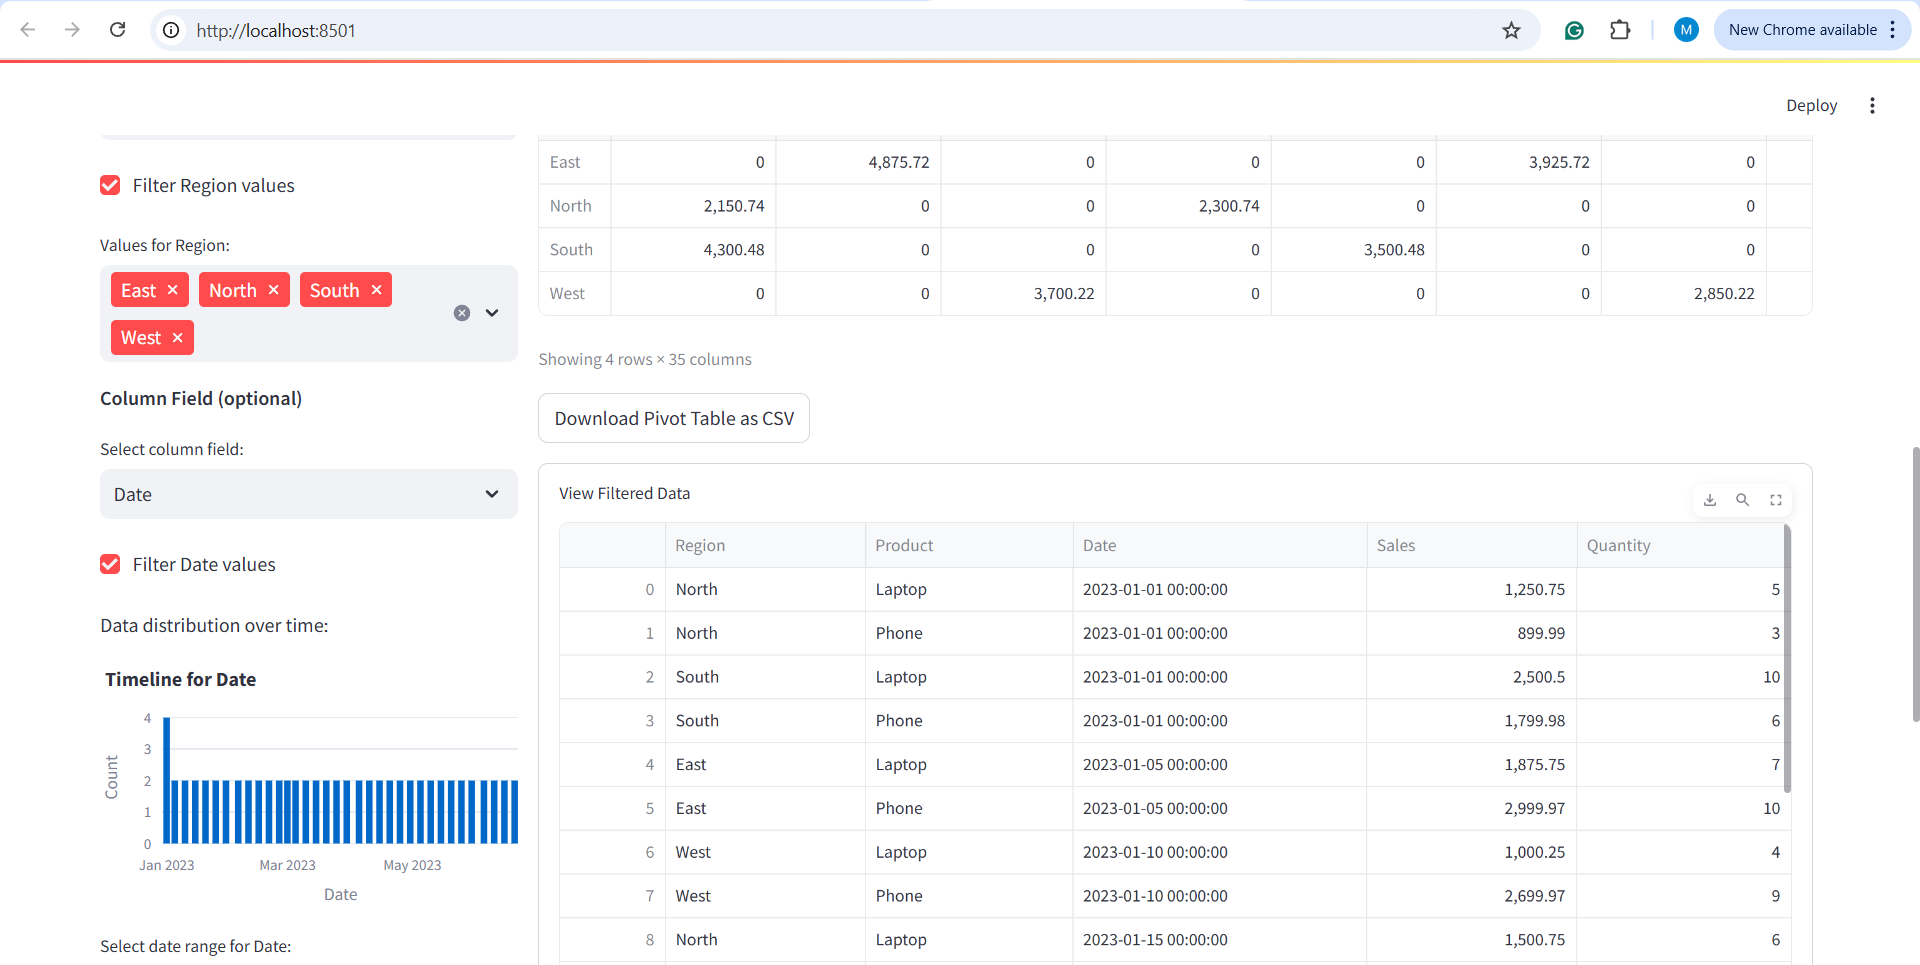 http://localhost:8501
M
New Chrome available
Deploy
Filter Region values
Values for Region:
East
North
South
West
Column Field (optional)
Select column field:
Date
Filter Date values
Data distribution over time:
Timeline for Date
4
3
2
1
0
Count
Jan 2023 Mar 2023 May 2023
Date
Select date range for Date:
East 0 4,875.72 0 0 0 3,925.72 0
North 2,150.74 0 0 2,300.74 0 0 0
South 4,300.48 0 0 0 3,500.48 0 0
West 0 0 3,700.22 0 0 0 2,850.22
Showing 4 rows × 35 columns
Download Pivot Table as CSV
View Filtered Data
Region Product Date Sales Quantity
0 North Laptop 2023-01-01 00:00:00 1,250.75 5
1 North Phone 2023-01-01 00:00:00 899.99 3
2 South Laptop 2023-01-01 00:00:00 2,500.5 10
3 South Phone 2023-01-01 00:00:00 1,799.98 6
4 East Laptop 2023-01-05 00:00:00 1,875.75 7
5 East Phone 2023-01-05 00:00:00 2,999.97 10
6 West Laptop 2023-01-10 00:00:00 1,000.25 4
7 West Phone 2023-01-10 00:00:00 2,699.97 9
8 North Laptop 2023-01-15 00:00:00 1,500.75 6